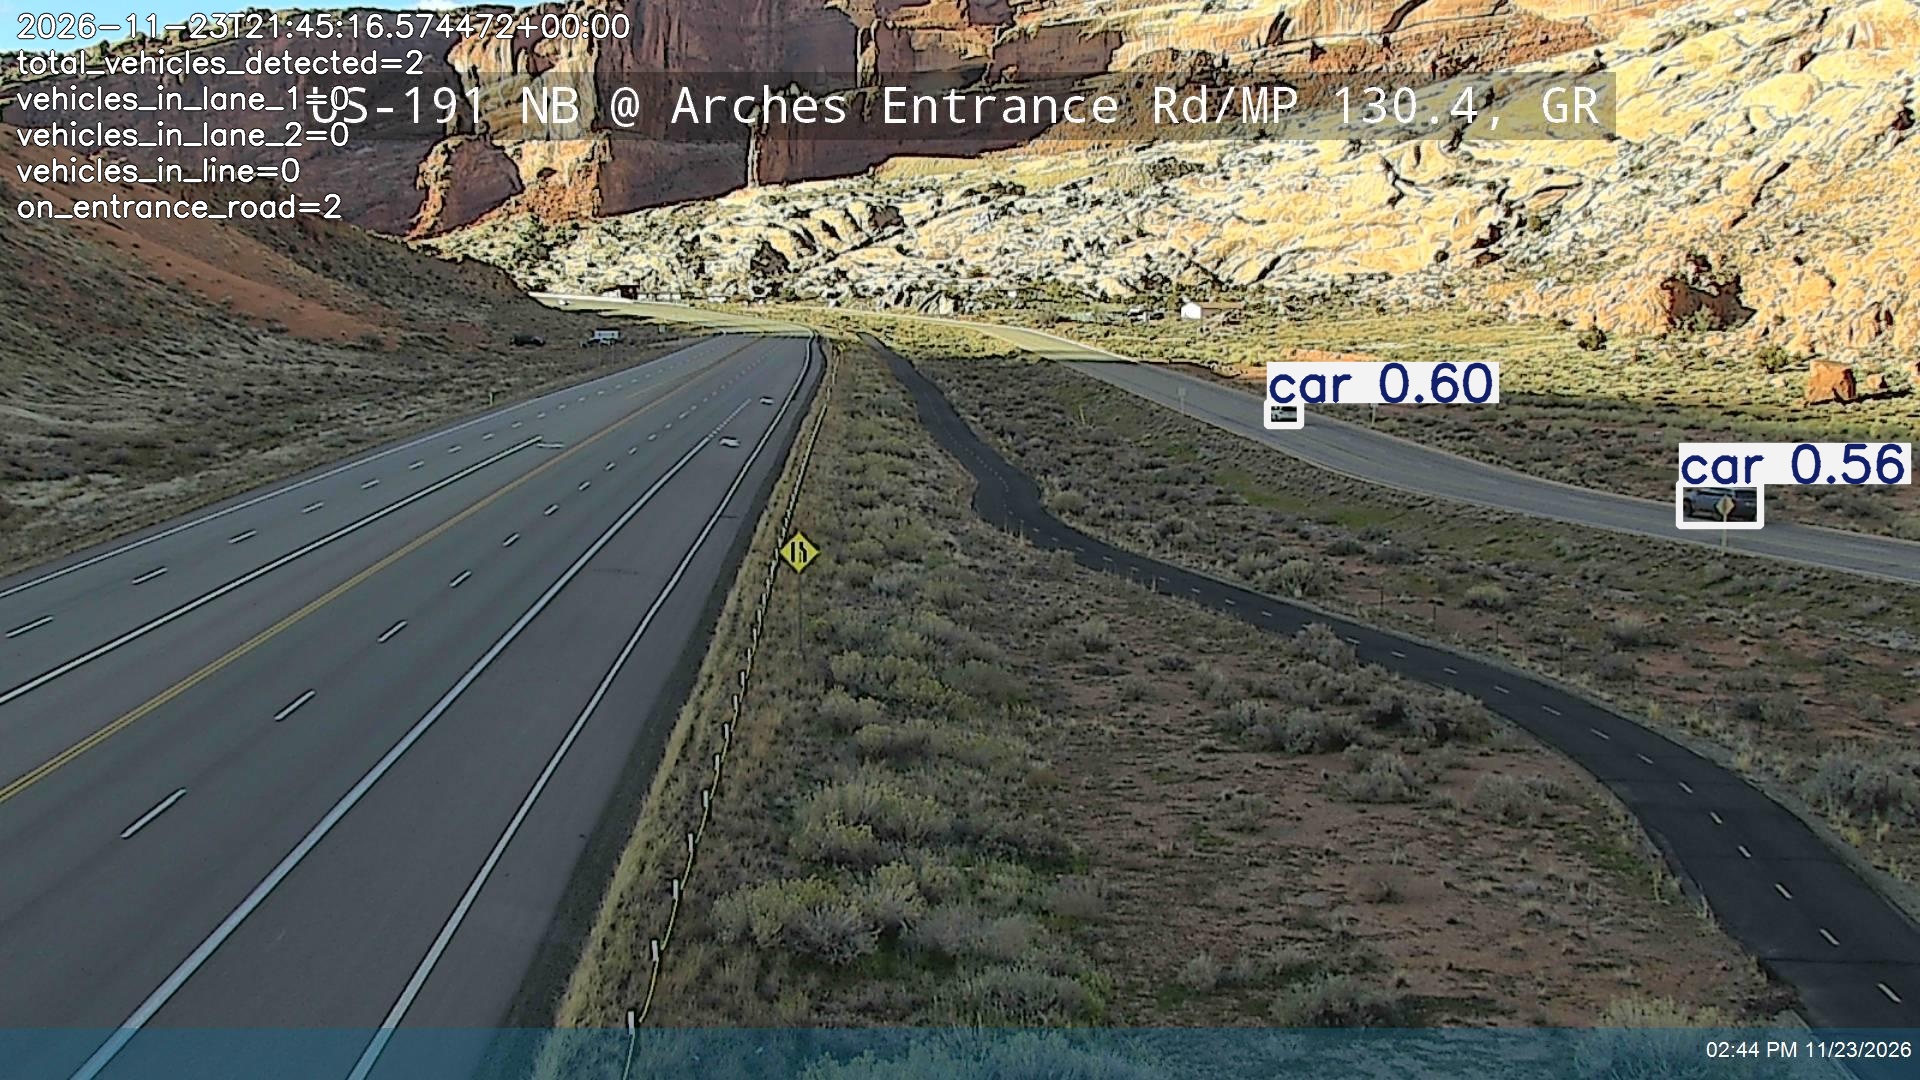 2026-11-23T21:45:16.574472+00:00
total_vehicles_detected=2
vehicles_in_lane_1=0
US-191 NB @ Arches Entrance Rd/MP 130.4, GR
vehicles_in_lane_2=0
vehicles_in_line=0
on_entrance_road=2
car 0.60
car 0.56
02:44 PM 11/23/2026